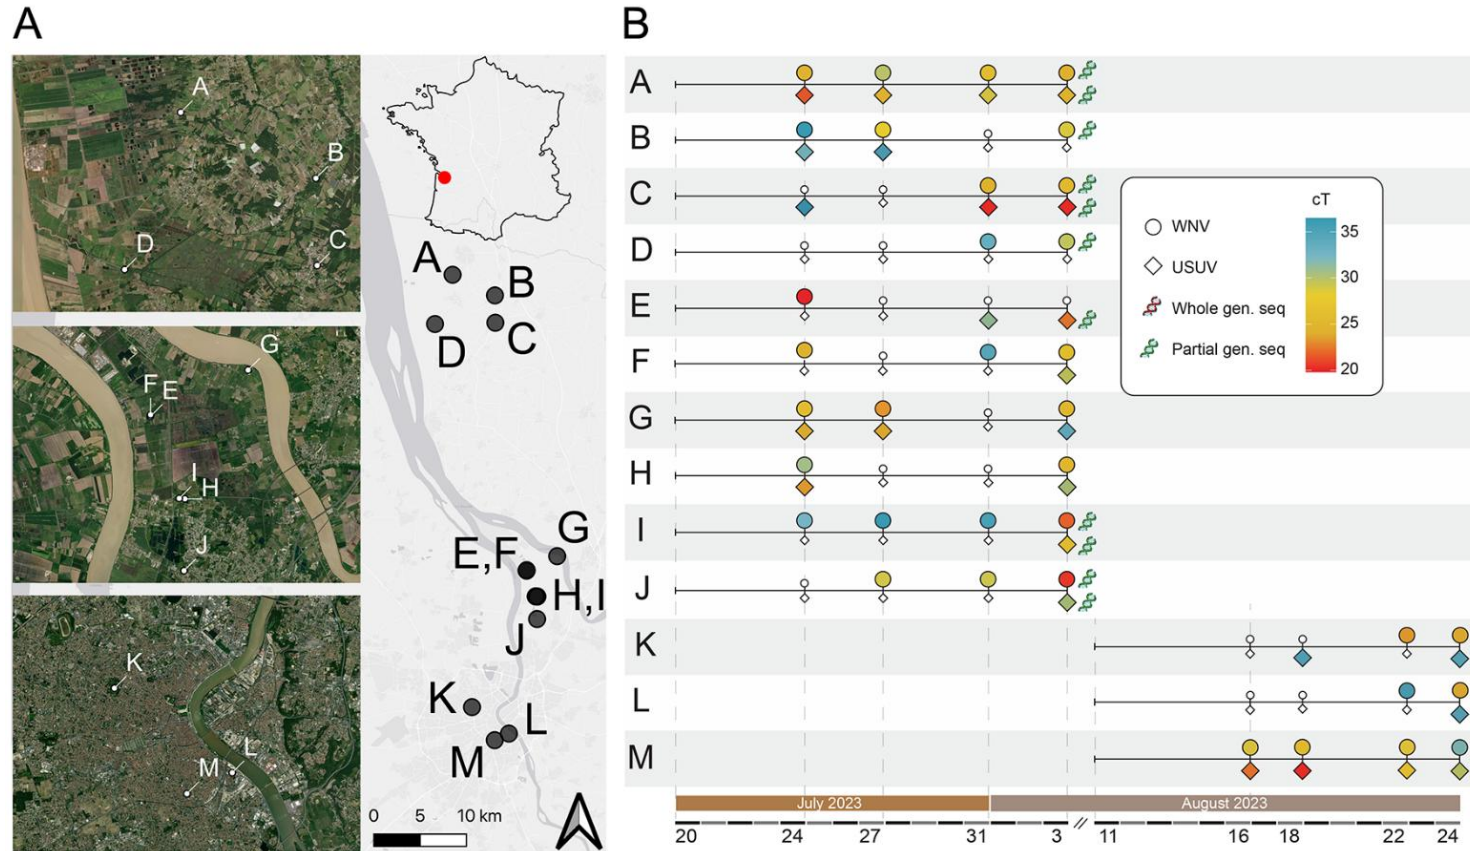 A
A
B
D
C
G
F E
I
H
J
K
L
M
A
B
D
C
G
E,F
H,I
J
K
L
M
0 5 10 km
B
A
B
C
D
E
F
G
H
I
J
K
L
M
cT
WNV
USUV
Whole gen. seq
Partial gen. seq
35
30
25
20
July 2023
August 2023
20 24 27 31 3 // 11 16 18 22 24